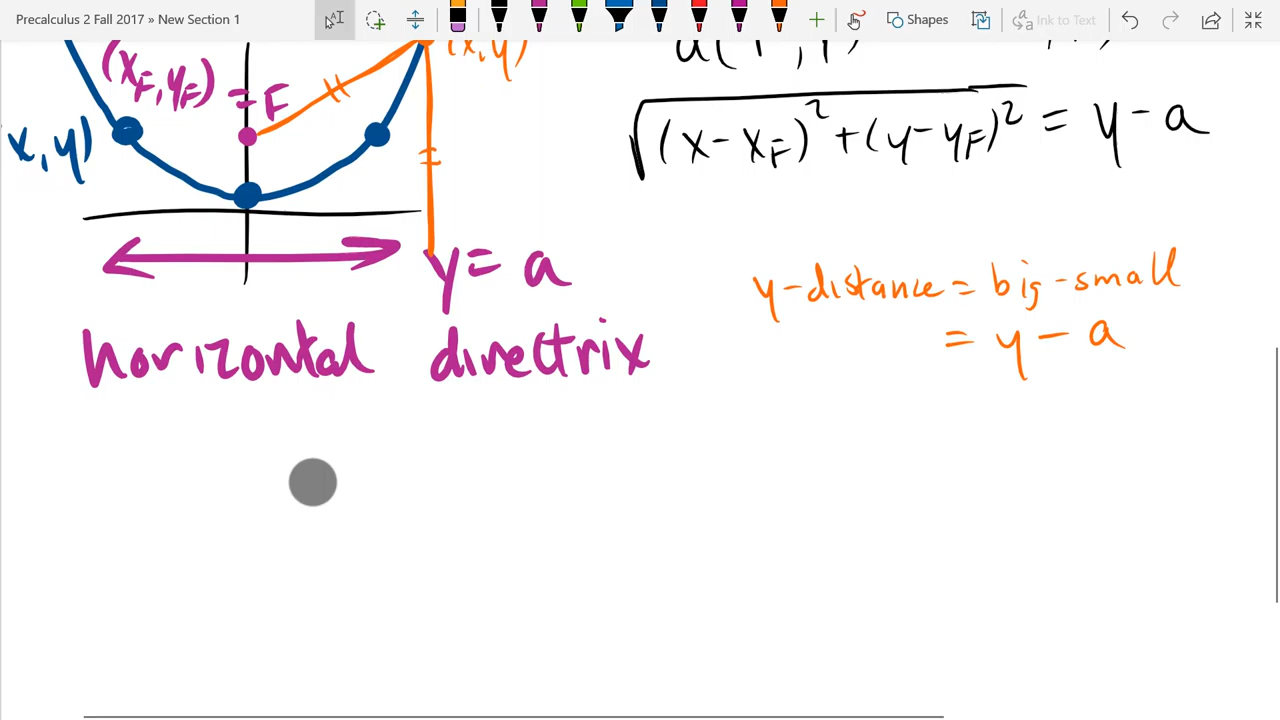 Precalculus 2 Fall 2017 » New Section 1
Shapes
Ink to Text
(x_F, y_F) = F
(x, y)
x, y)
√((x - x_F)² + (y - y_F)²) = y - a
y = a
y-distance = big - small
= y - a
horizontal directrix